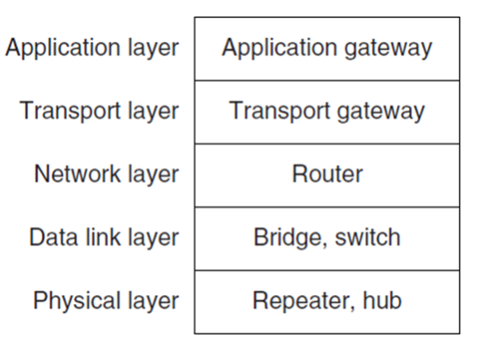 Application layer Application gateway
Transport layer Transport gateway
Network layer Router
Data link layer Bridge, switch
Physical layer Repeater, hub